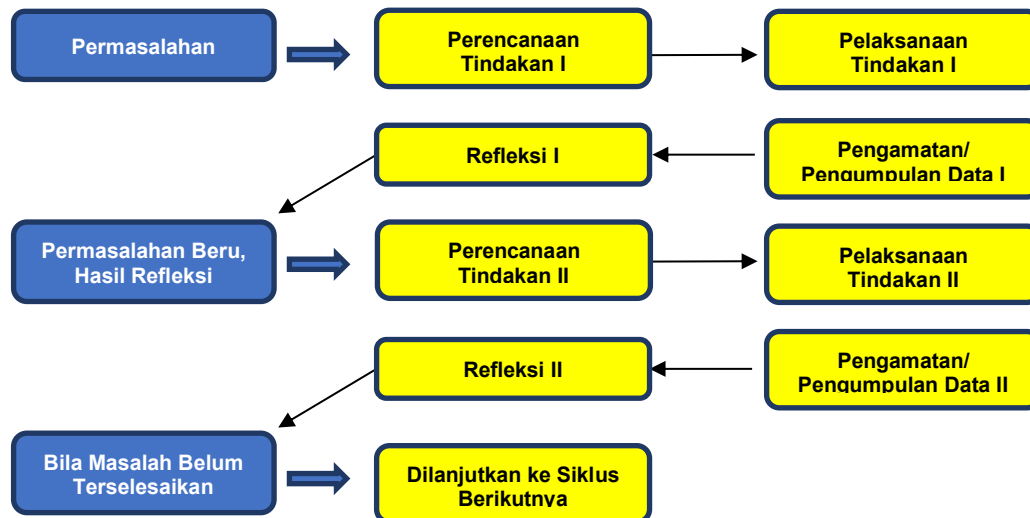 Permasalahan
Perencanaan
Tindakan I
Pelaksanaan
Tindakan I
Refleksi I
Pengamatan/
Pengumpulan Data I
Permasalahan Beru,
Hasil Refleksi
Perencanaan
Tindakan II
Pelaksanaan
Tindakan II
Refleksi II
Pengamatan/
Pengumpulan Data II
Bila Masalah Belum
Terselesaikan
Dilanjutkan ke Siklus
Berikutnya